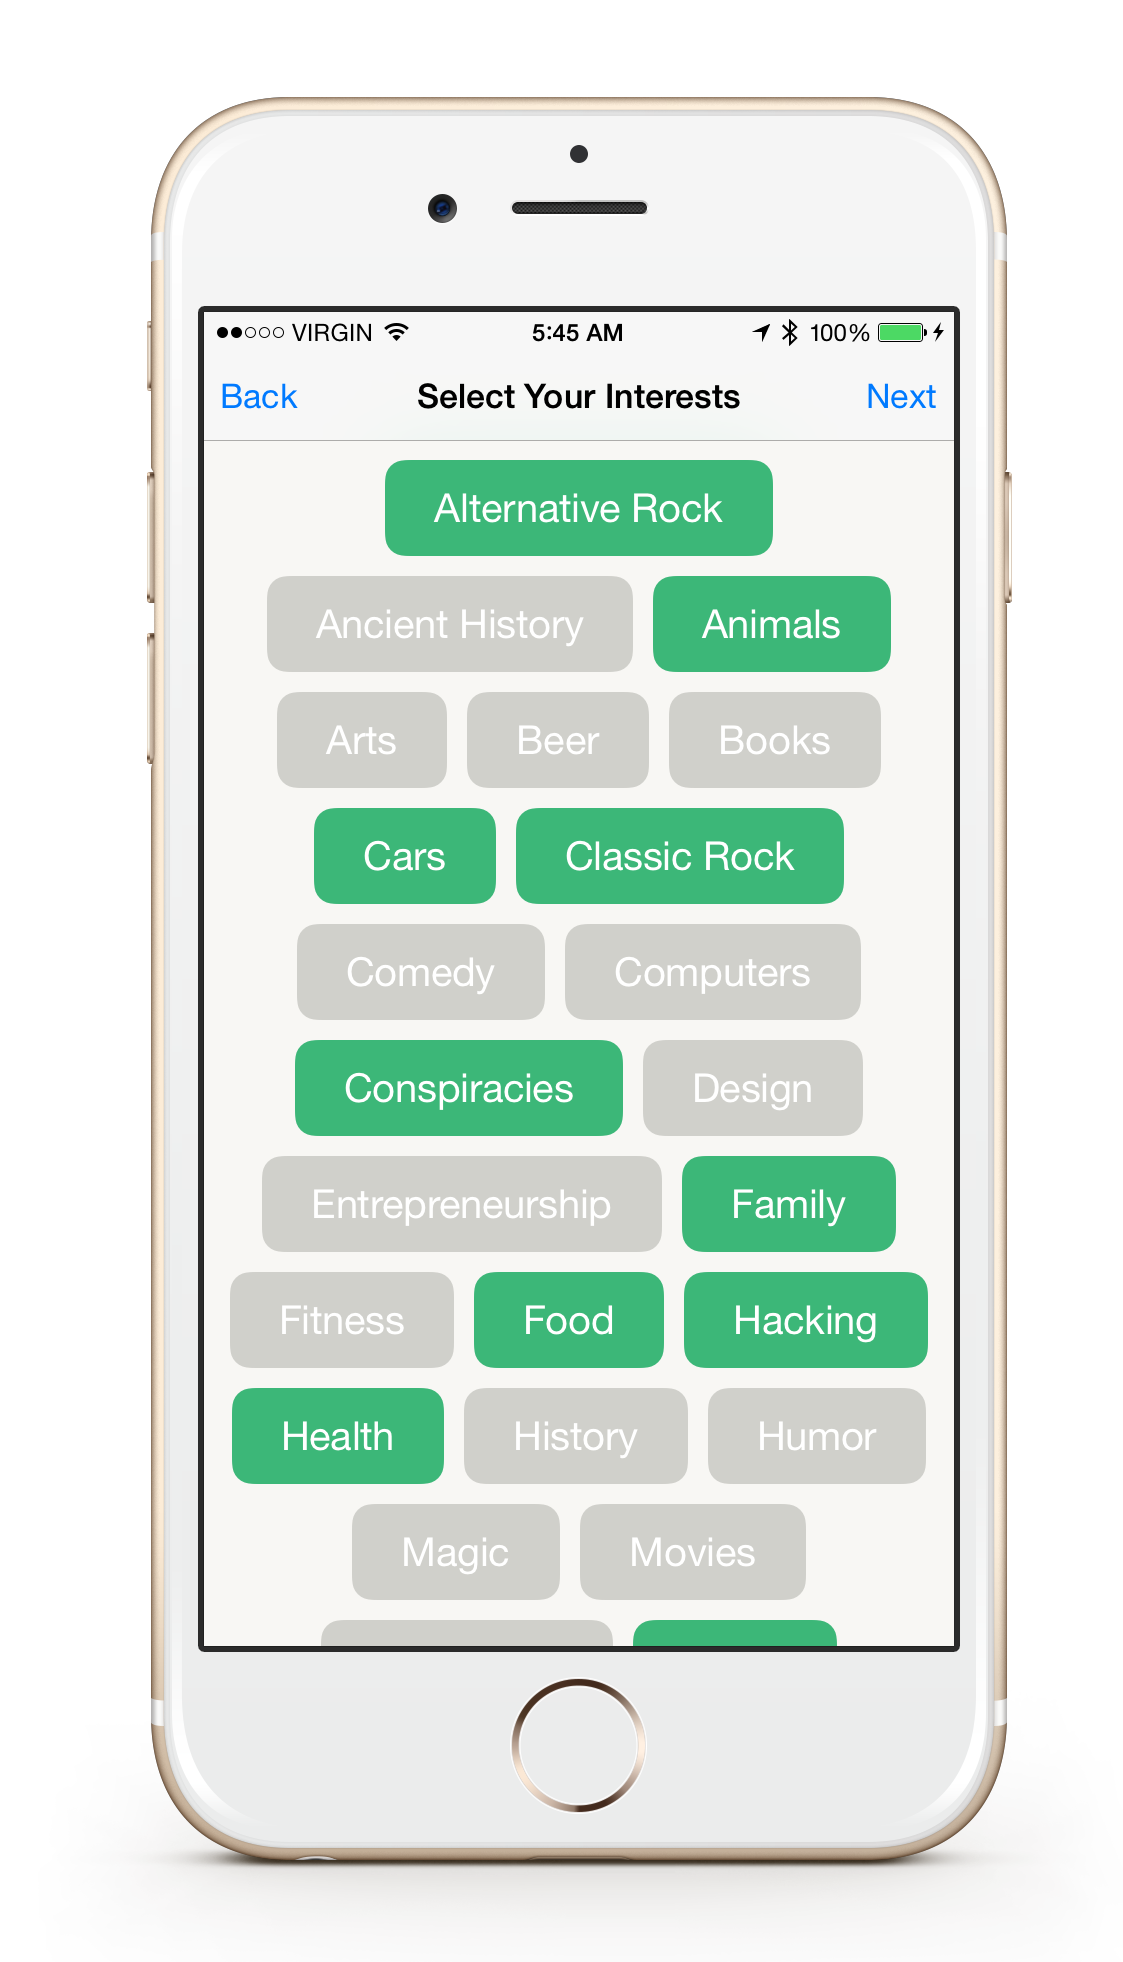 VIRGIN 5:45 AM 100%
Back Select Your Interests Next
Alternative Rock
Ancient History Animals
Arts Beer Books
Cars Classic Rock
Comedy Computers
Conspiracies Design
Entrepreneurship Family
Fitness Food Hacking
Health History Humor
Magic Movies